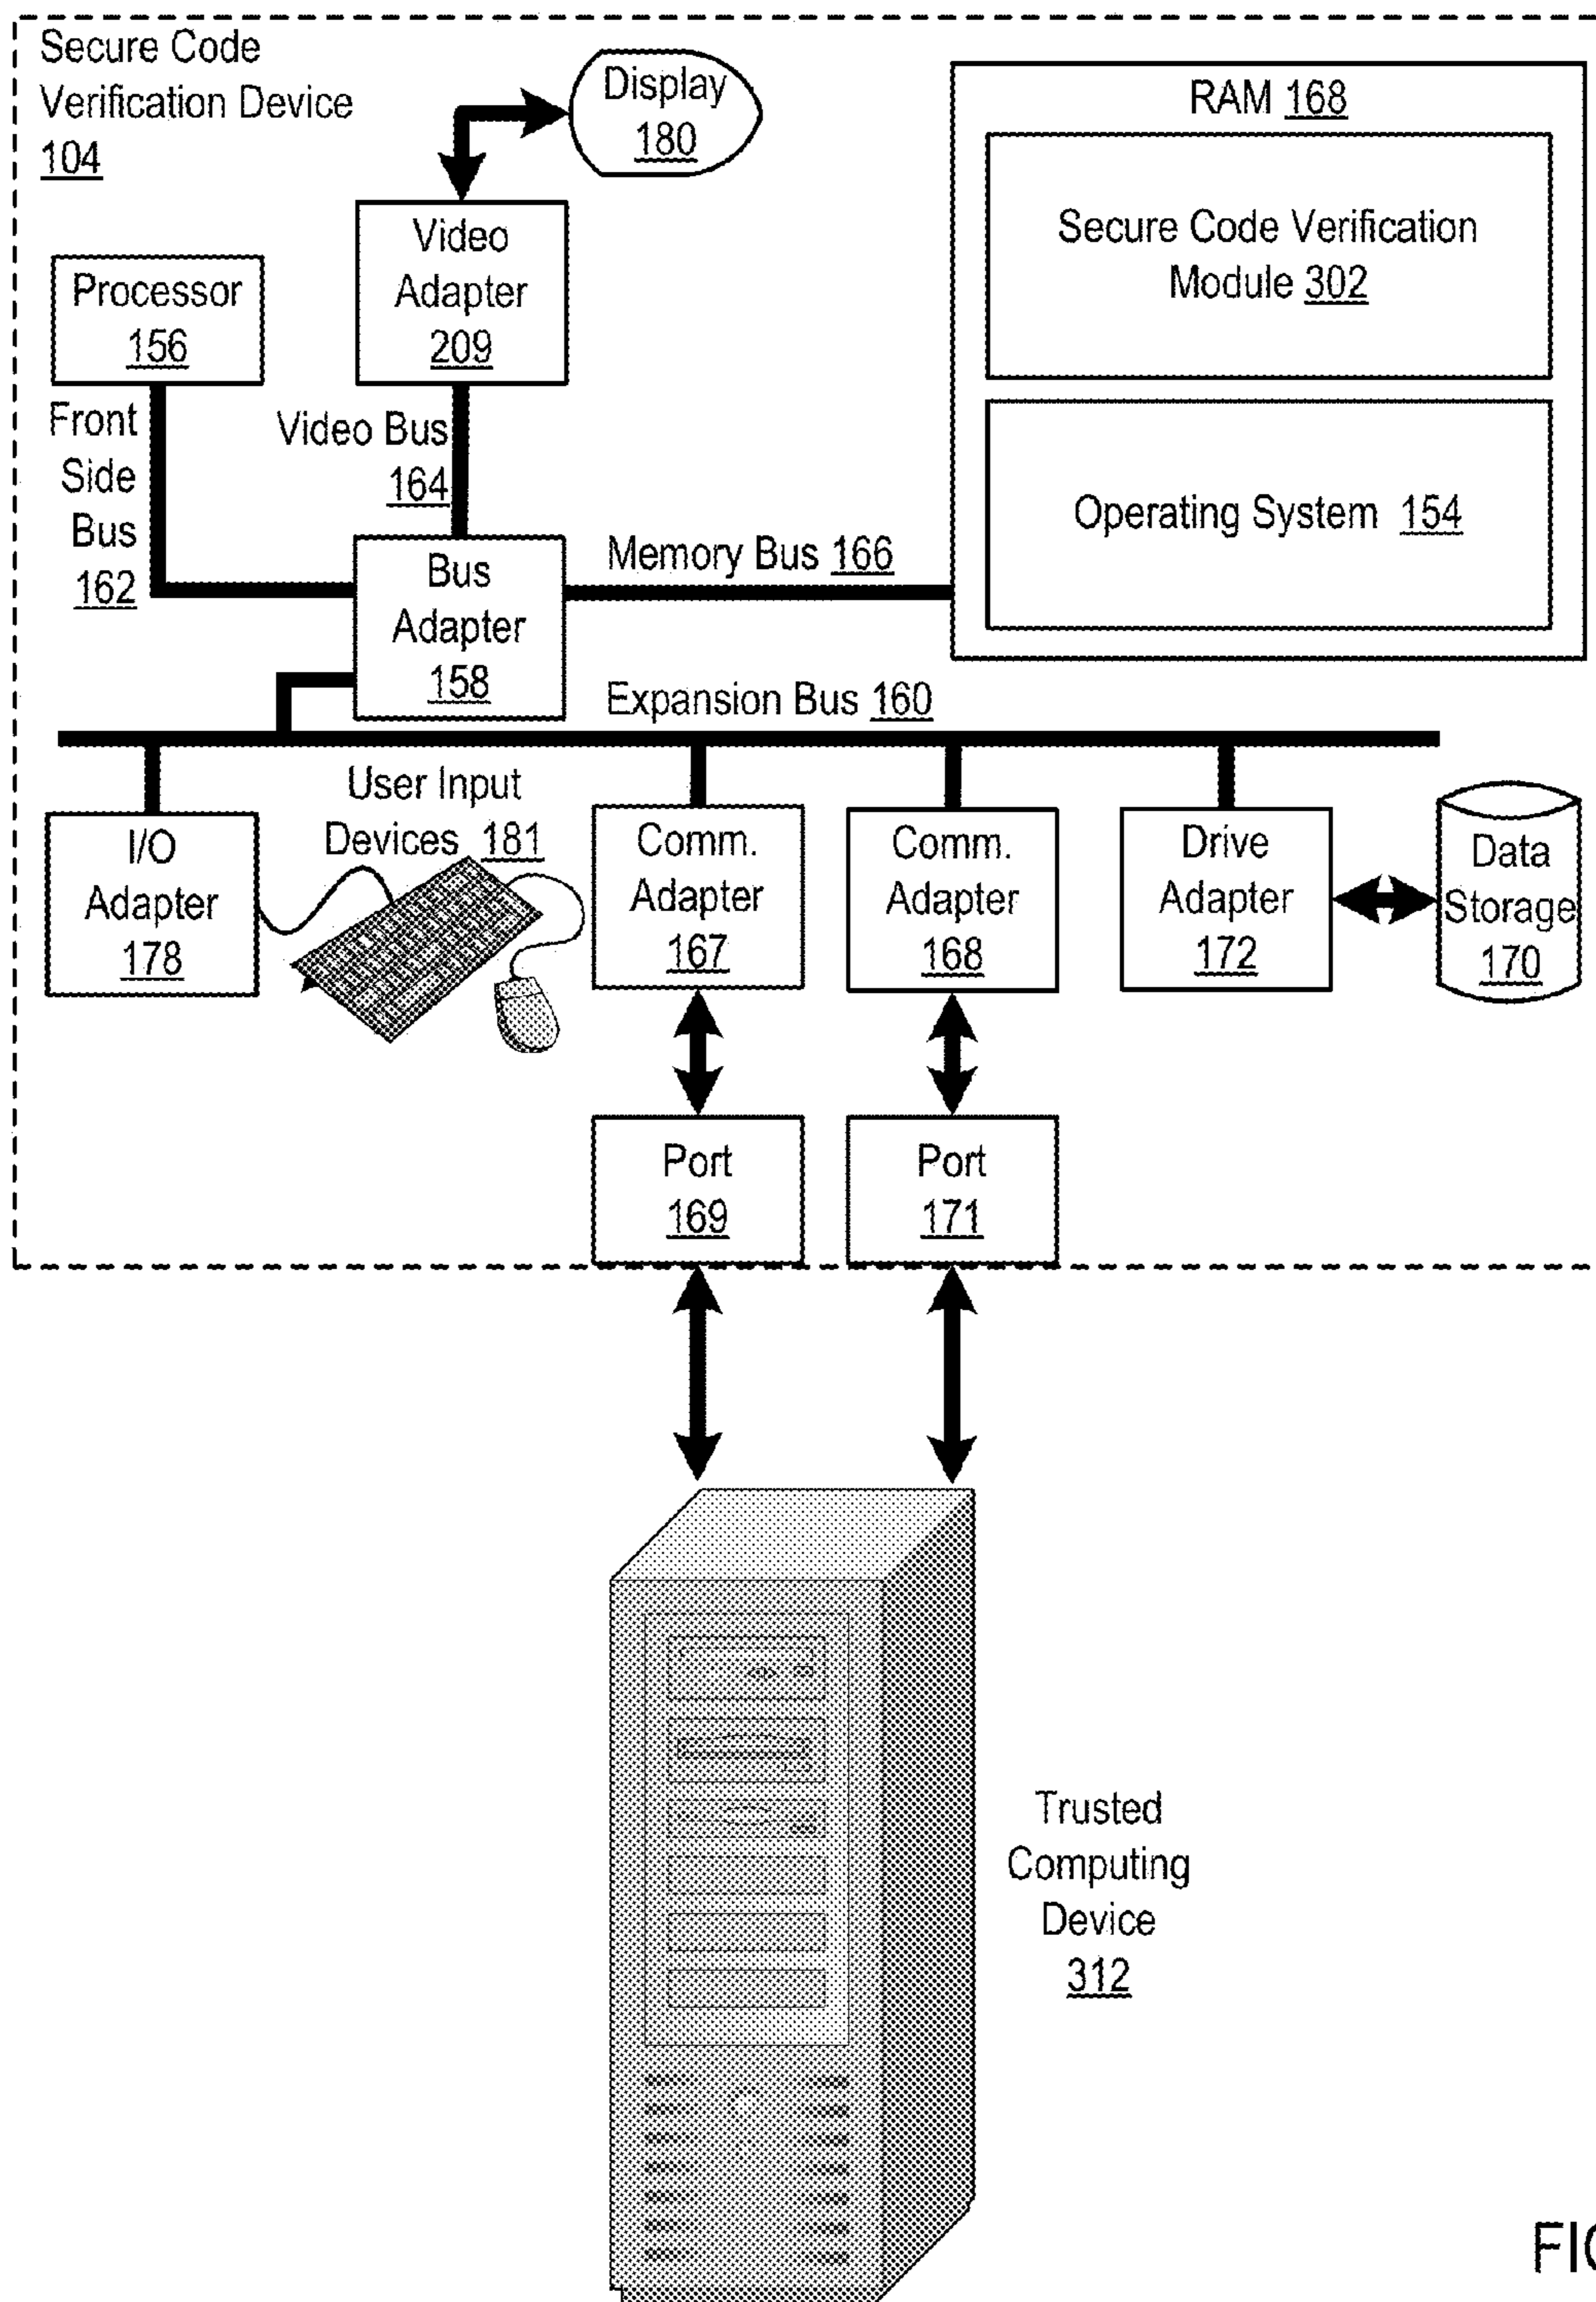 Secure Code
Verification Device
104
Display
180
RAM 168
Secure Code Verification
Module 302
Operating System 154
Video
Adapter
209
Processor
156
Front
Side
Bus
162
Video Bus
164
Bus
Adapter
158
Memory Bus 166
Expansion Bus 160
I/O
Adapter
178
User Input
Devices 181
Comm.
Adapter
167
Comm.
Adapter
168
Drive
Adapter
172
Data
Storage
170
Port
169
Port
171
Trusted
Computing
Device
312